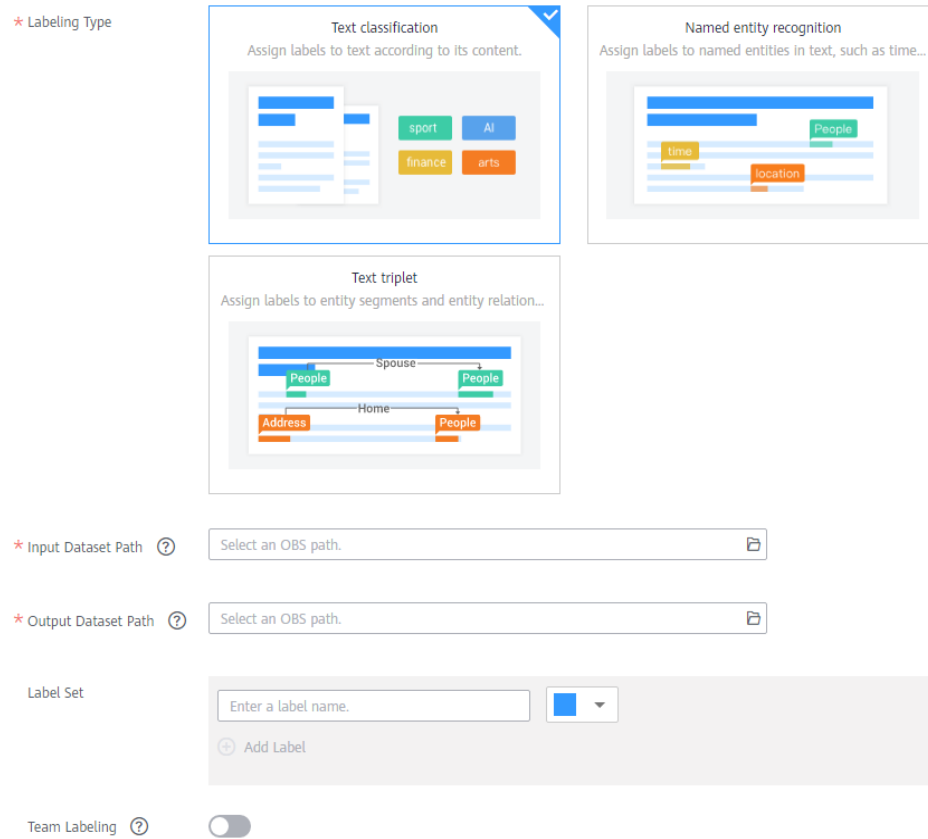 * Labeling Type
Text classification
Assign labels to text according to its content.
sport
AI
finance
arts
Named entity recognition
Assign labels to named entities in text, such as time...
People
time
location
Text triplet
Assign labels to entity segments and entity relation...
Spouse
People
People
Home
Address
People
* Input Dataset Path ?
Select an OBS path.
* Output Dataset Path ?
Select an OBS path.
Label Set
Enter a label name.
Add Label
Team Labeling ?